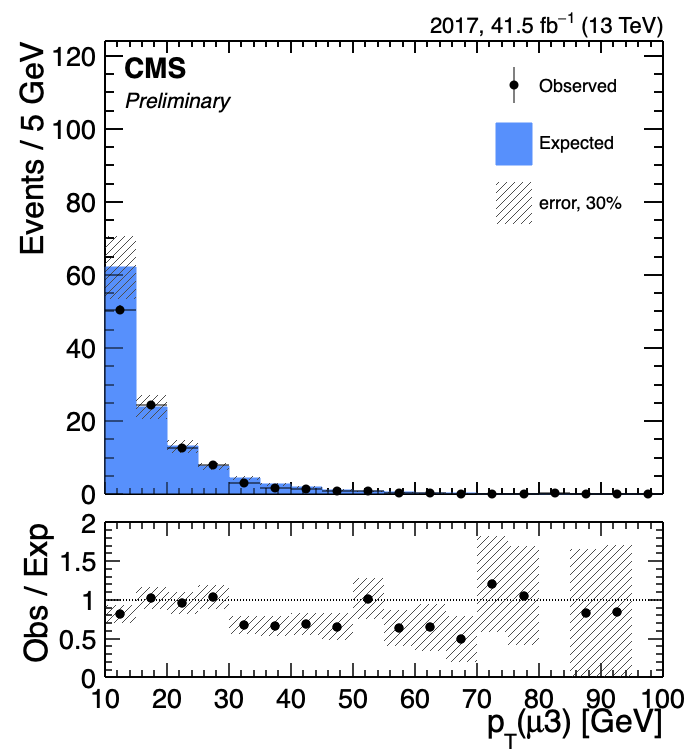 2017, 41.5 fb⁻¹ (13 TeV)
CMS
Preliminary
Observed
Expected
error, 30%
Events / 5 GeV
120
100
80
60
40
20
0
Obs / Exp
2
1.5
1
0.5
0
10 20 30 40 50 60 70 80 90 100
p_T(μ3) [GeV]